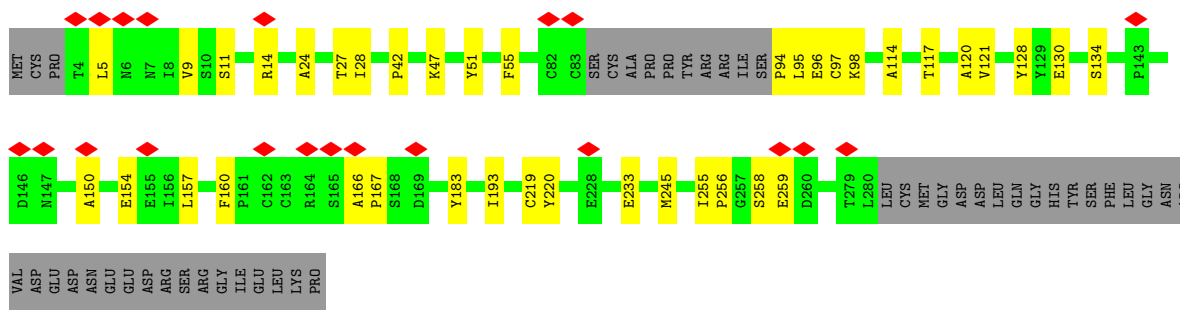 MET CYS PRO T4 L5 N6 N7 I8 V9 S10 S11 R14 A24 T27 I28 P42 K47 Y51 F55 C82 C83 SER CYS ALA PRO PRO TYR ARG ARG ILE SER P94 L95 E96 C97 K98 A114 T117 A120 V121 Y128 Y129 E130 S134 P143
D146 N147 A150 E154 E155 I156 L157 F160 P161 C162 C163 R164 S165 A166 P167 S168 D169 Y183 I193 C219 Y220 E228 E233 M245 I255 P256 G257 S258 E259 D260 T279 L280 LEU CYS MET GLY ASP ASP LEU GLN GLY HIS TYR SER PHE LEU GLY ASN
VAL ASP GLU ASP ASP ASN GLU GLU ASP ARG SER ARG GLY ILE GLU LEU LYS PRO